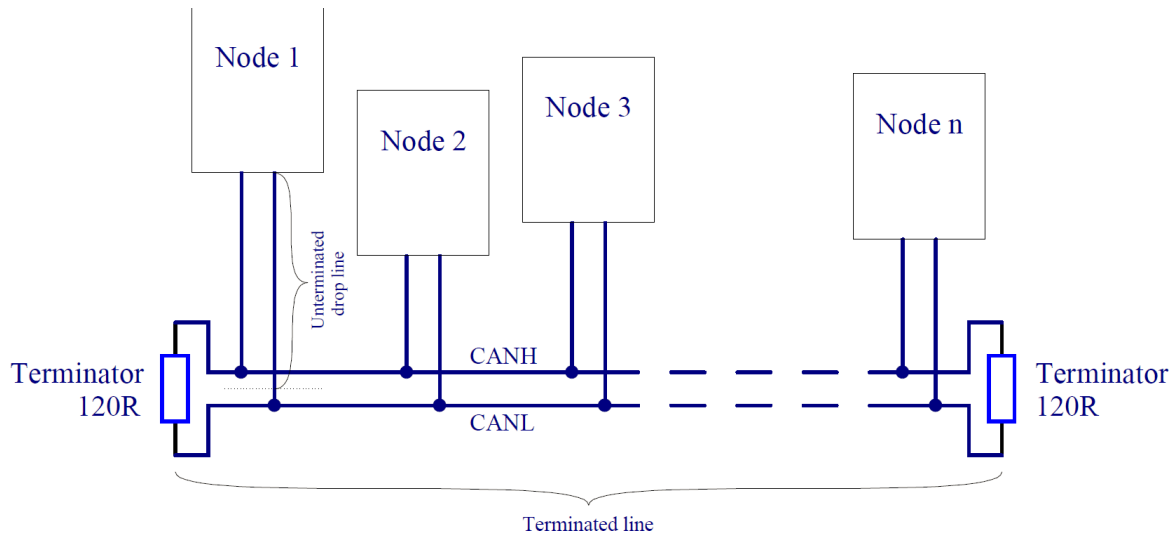 Node 1
Node 2
Node 3
Node n
Unterminated
drop line
CANH
CANL
Terminator
120R
Terminator
120R
Terminated line